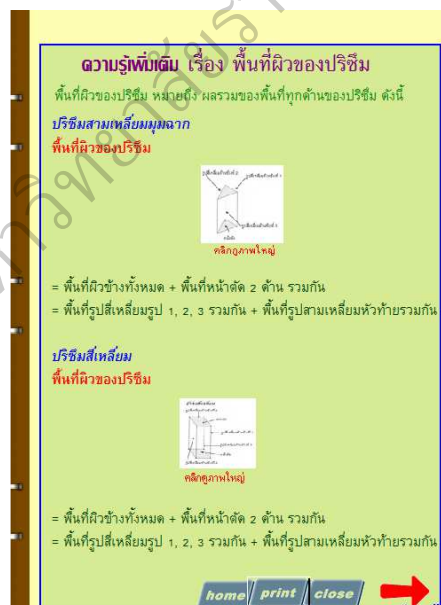 ความรู้เพิ่มเติม เรื่อง พื้นที่ผิวของปริซึม
พื้นที่ผิวของปริซึม หมายถึง ผลรวมของพื้นที่ทุกด้านของปริซึม ดังนี้
ปริซึมสามเหลี่ยมมุมฉาก
พื้นที่ผิวของปริซึม
คลิกดูภาพใหญ่
= พื้นที่ผิวข้างทั้งหมด + พื้นที่หน้าตัด 2 ด้าน รวมกัน
= พื้นที่รูปสี่เหลี่ยมรูป 1, 2, 3 รวมกัน + พื้นที่รูปสามเหลี่ยมหัวท้ายรวมกัน
ปริซึมสี่เหลี่ยม
พื้นที่ผิวของปริซึม
คลิกดูภาพใหญ่
= พื้นที่ผิวข้างทั้งหมด + พื้นที่หน้าตัด 2 ด้าน รวมกัน
= พื้นที่รูปสี่เหลี่ยมรูป 1, 2, 3 รวมกัน + พื้นที่รูปสามเหลี่ยมหัวท้ายรวมกัน
home print close